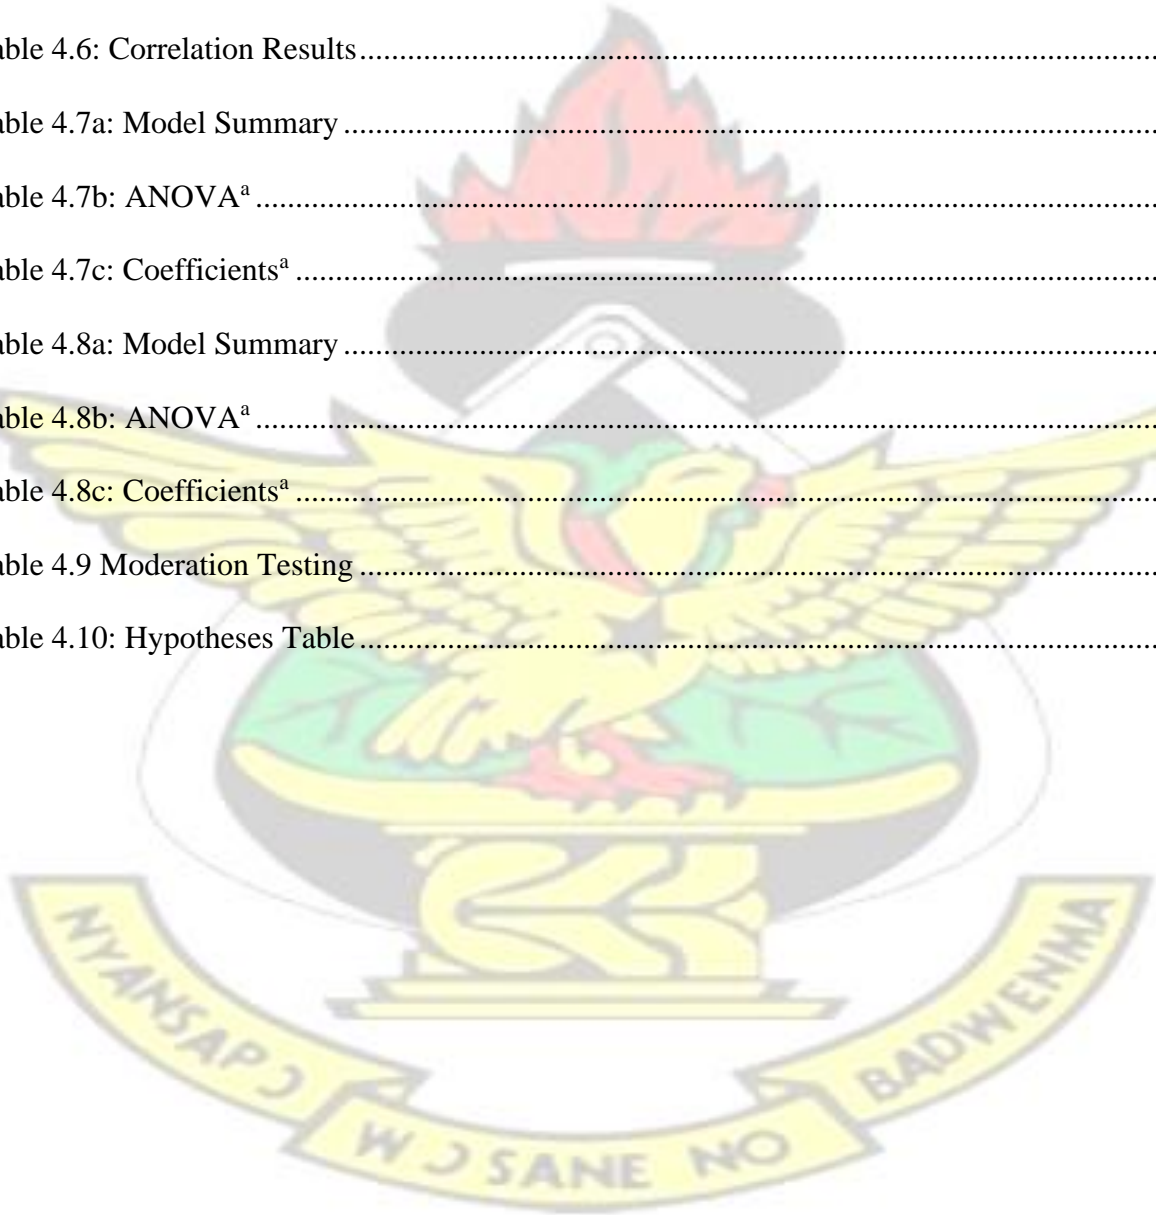 able 4.6: Correlation Results
able 4.7a: Model Summary
able 4.7b: ANOVAᵃ
able 4.7c: Coefficientsᵃ
able 4.8a: Model Summary
able 4.8b: ANOVAᵃ
able 4.8c: Coefficientsᵃ
able 4.9 Moderation Testing
able 4.10: Hypotheses Table
NYANSAPƆ
WƆ SANE NO
BADWENMA